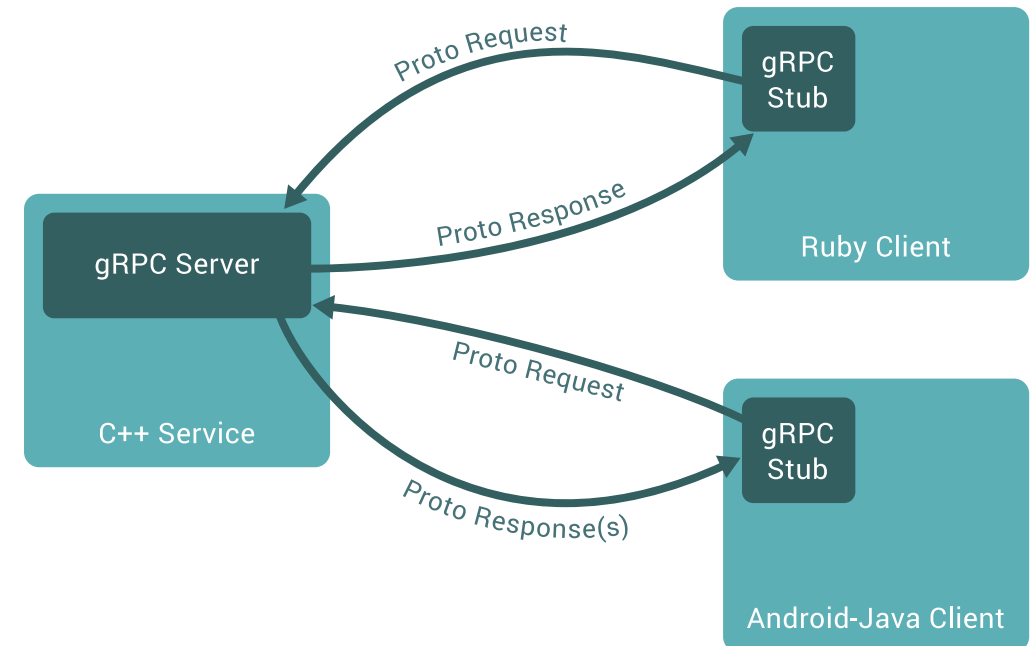 Proto Request
gRPC
Stub
Proto Response
Ruby Client
gRPC Server
C++ Service
Proto Request
gRPC
Stub
Proto Response(s)
Android-Java Client